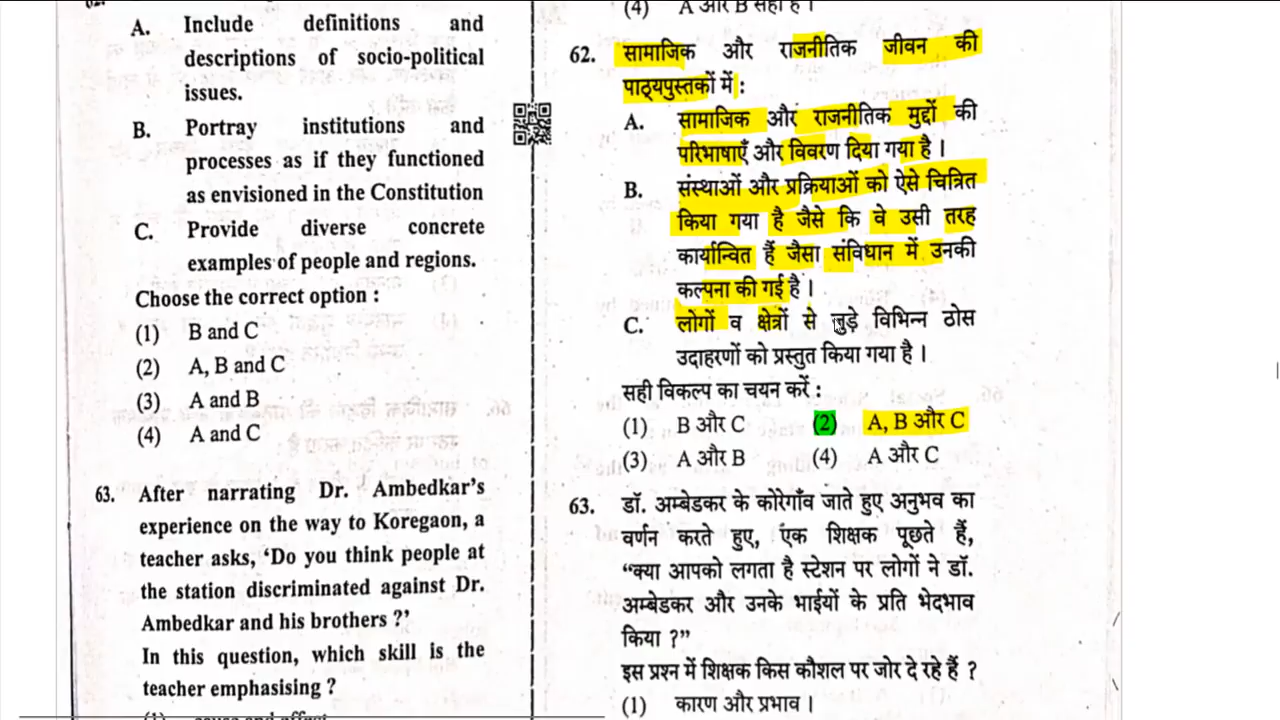 A. Include definitions and
descriptions of socio-political
issues.
B. Portray institutions and
processes as if they functioned
as envisioned in the Constitution
C. Provide diverse concrete
examples of people and regions.
Choose the correct option :
(1) B and C
(2) A, B and C
(3) A and B
(4) A and C
63. After narrating Dr. Ambedkar's
experience on the way to Koregaon, a
teacher asks, 'Do you think people at
the station discriminated against Dr.
Ambedkar and his brothers ?'
In this question, which skill is the
teacher emphasising ?
(1) cause and effect
(4) A और B सही हैं ।
62. सामाजिक और राजनीतिक जीवन की
पाठ्यपुस्तकों में :
A. सामाजिक और राजनीतिक मुद्दों की
परिभाषाएँ और विवरण दिया गया है ।
B. संस्थाओं और प्रक्रियाओं को ऐसे चित्रित
किया गया है जैसे कि वे उसी तरह
कार्यान्वित हैं जैसा संविधान में उनकी
कल्पना की गई है ।
C. लोगों व क्षेत्रों से जुड़े विभिन्न ठोस
उदाहरणों को प्रस्तुत किया गया है ।
सही विकल्प का चयन करें :
(1) B और C (2) A, B और C
(3) A और B (4) A और C
63. डॉ. अम्बेडकर के कोरेगाँव जाते हुए अनुभव का
वर्णन करते हुए, एक शिक्षक पूछते हैं,
“क्या आपको लगता है स्टेशन पर लोगों ने डॉ.
अम्बेडकर और उनके भाईयों के प्रति भेदभाव
किया ?”
इस प्रश्न में शिक्षक किस कौशल पर जोर दे रहे हैं ?
(1) कारण और प्रभाव ।